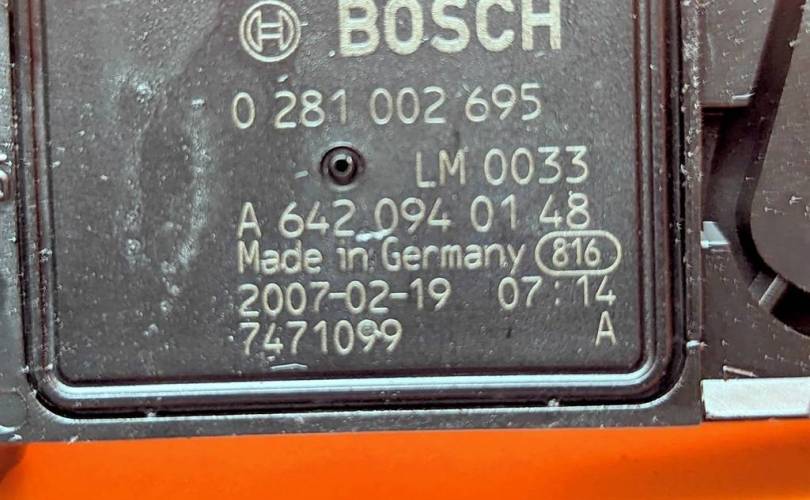 BOSCH
0 281 002 695
LM 0033
A 642 094 01 48
Made in Germany 816
2007-02-19 07:14
7471099 A